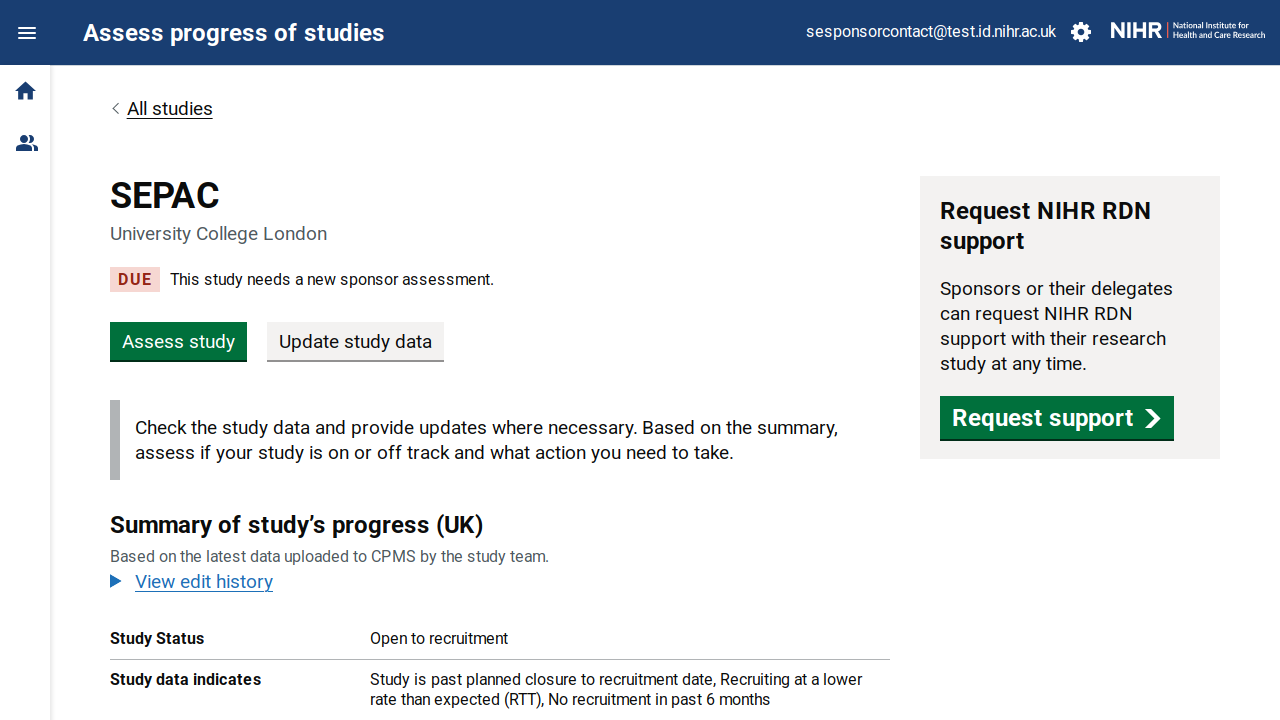 Assess progress of studies
sesponsorcontact@test.id.nihr.ac.uk
NIHR
National Institute for
Health and Care Research
All studies
SEPAC
University College London
DUE
This study needs a new sponsor assessment.
Assess study
Update study data
Check the study data and provide updates where necessary. Based on the summary,
assess if your study is on or off track and what action you need to take.
Summary of study’s progress (UK)
Based on the latest data uploaded to CPMS by the study team.
View edit history
Study Status
Open to recruitment
Study data indicates
Study is past planned closure to recruitment date, Recruiting at a lower
rate than expected (RTT), No recruitment in past 6 months
Request NIHR RDN
support
Sponsors or their delegates
can request NIHR RDN
support with their research
study at any time.
Request support